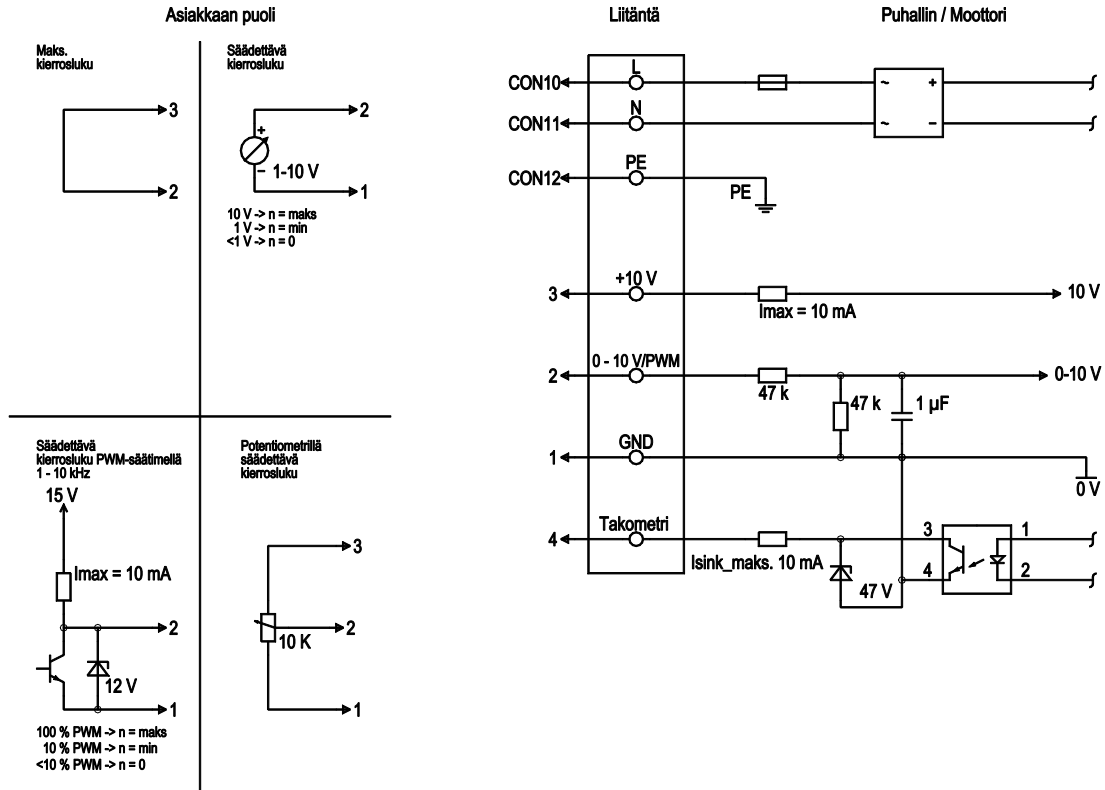 Asiakkaan puoli
Maks.
kierrosluku
3
2
Säädettävä
kierrosluku
2
+
− 1-10 V
1
10 V -> n = maks
1 V -> n = min
<1 V -> n = 0
Säädettävä
kierrosluku PWM-säätimellä
1 - 10 kHz
15 V
Imax = 10 mA
2
12 V
1
100 % PWM -> n = maks
10 % PWM -> n = min
<10 % PWM -> n = 0
Potentiometrillä
säädettävä
kierrosluku
3
2
10 K
1
Liitäntä
Puhallin / Moottori
CON10
L
~
+
CON11
N
~
−
CON12
PE
PE
3
+10 V
Imax = 10 mA
10 V
2
0 - 10 V/PWM
47 k
47 k
1 µF
0-10 V
1
GND
0 V
4
Takometri
Isink_maks. 10 mA
47 V
3
4
1
2